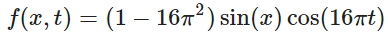 f(x, t) = (1 − 16π²) sin(x) cos(16πt)